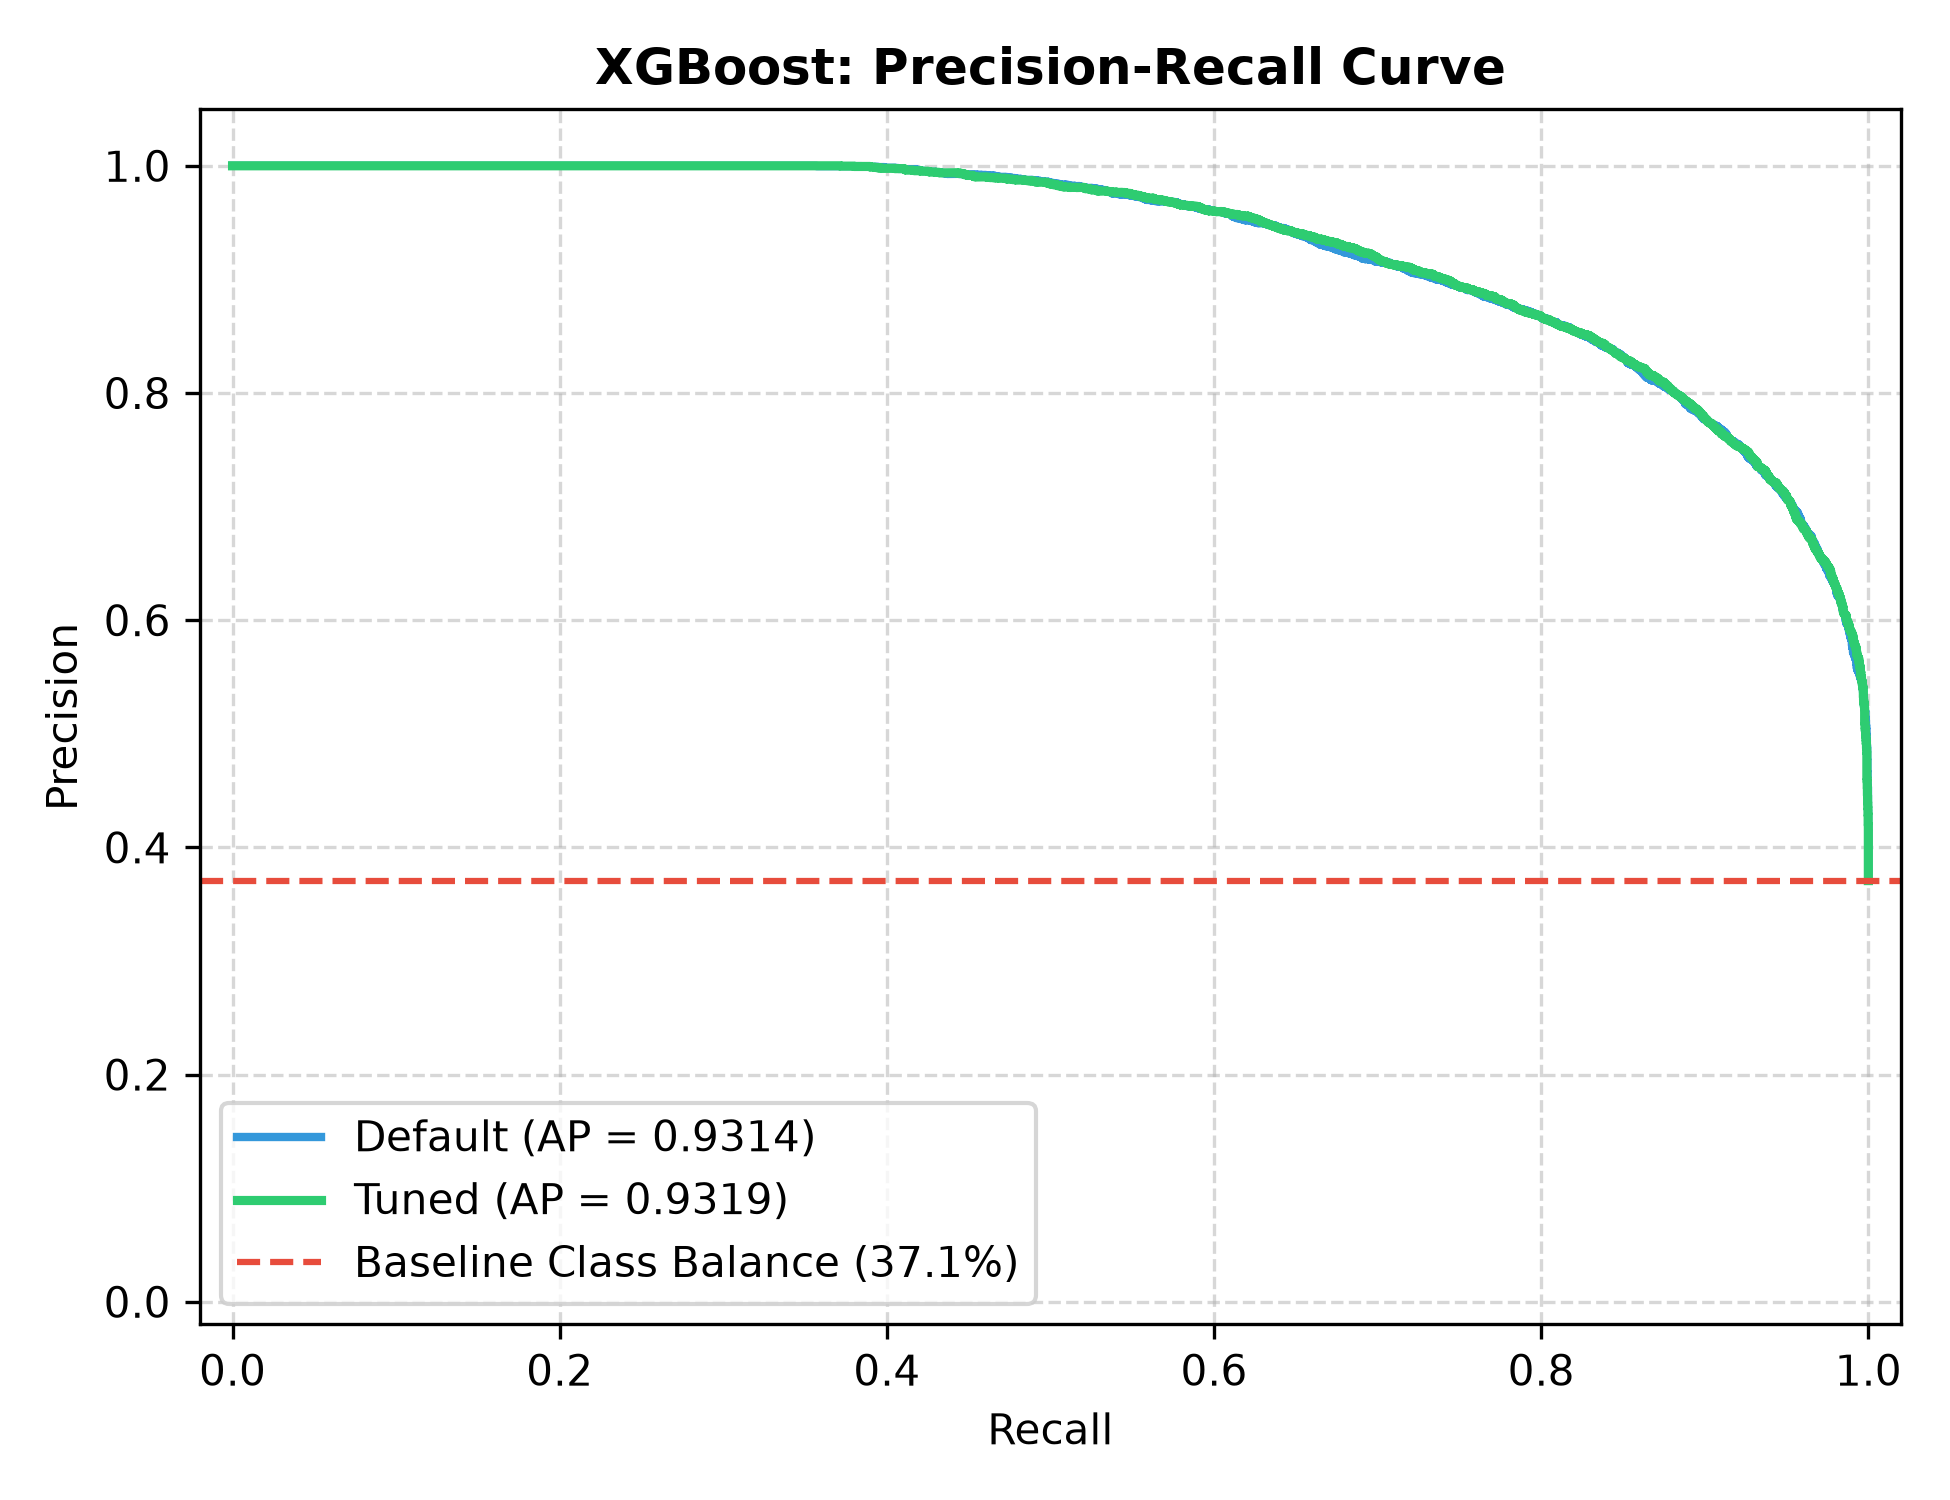 XGBoost: Precision-Recall Curve
1.0
0.8
0.6
0.4
0.2
0.0
Precision
Default (AP = 0.9314)
Tuned (AP = 0.9319)
Baseline Class Balance (37.1%)
0.0 0.2 0.4 0.6 0.8 1.0
Recall